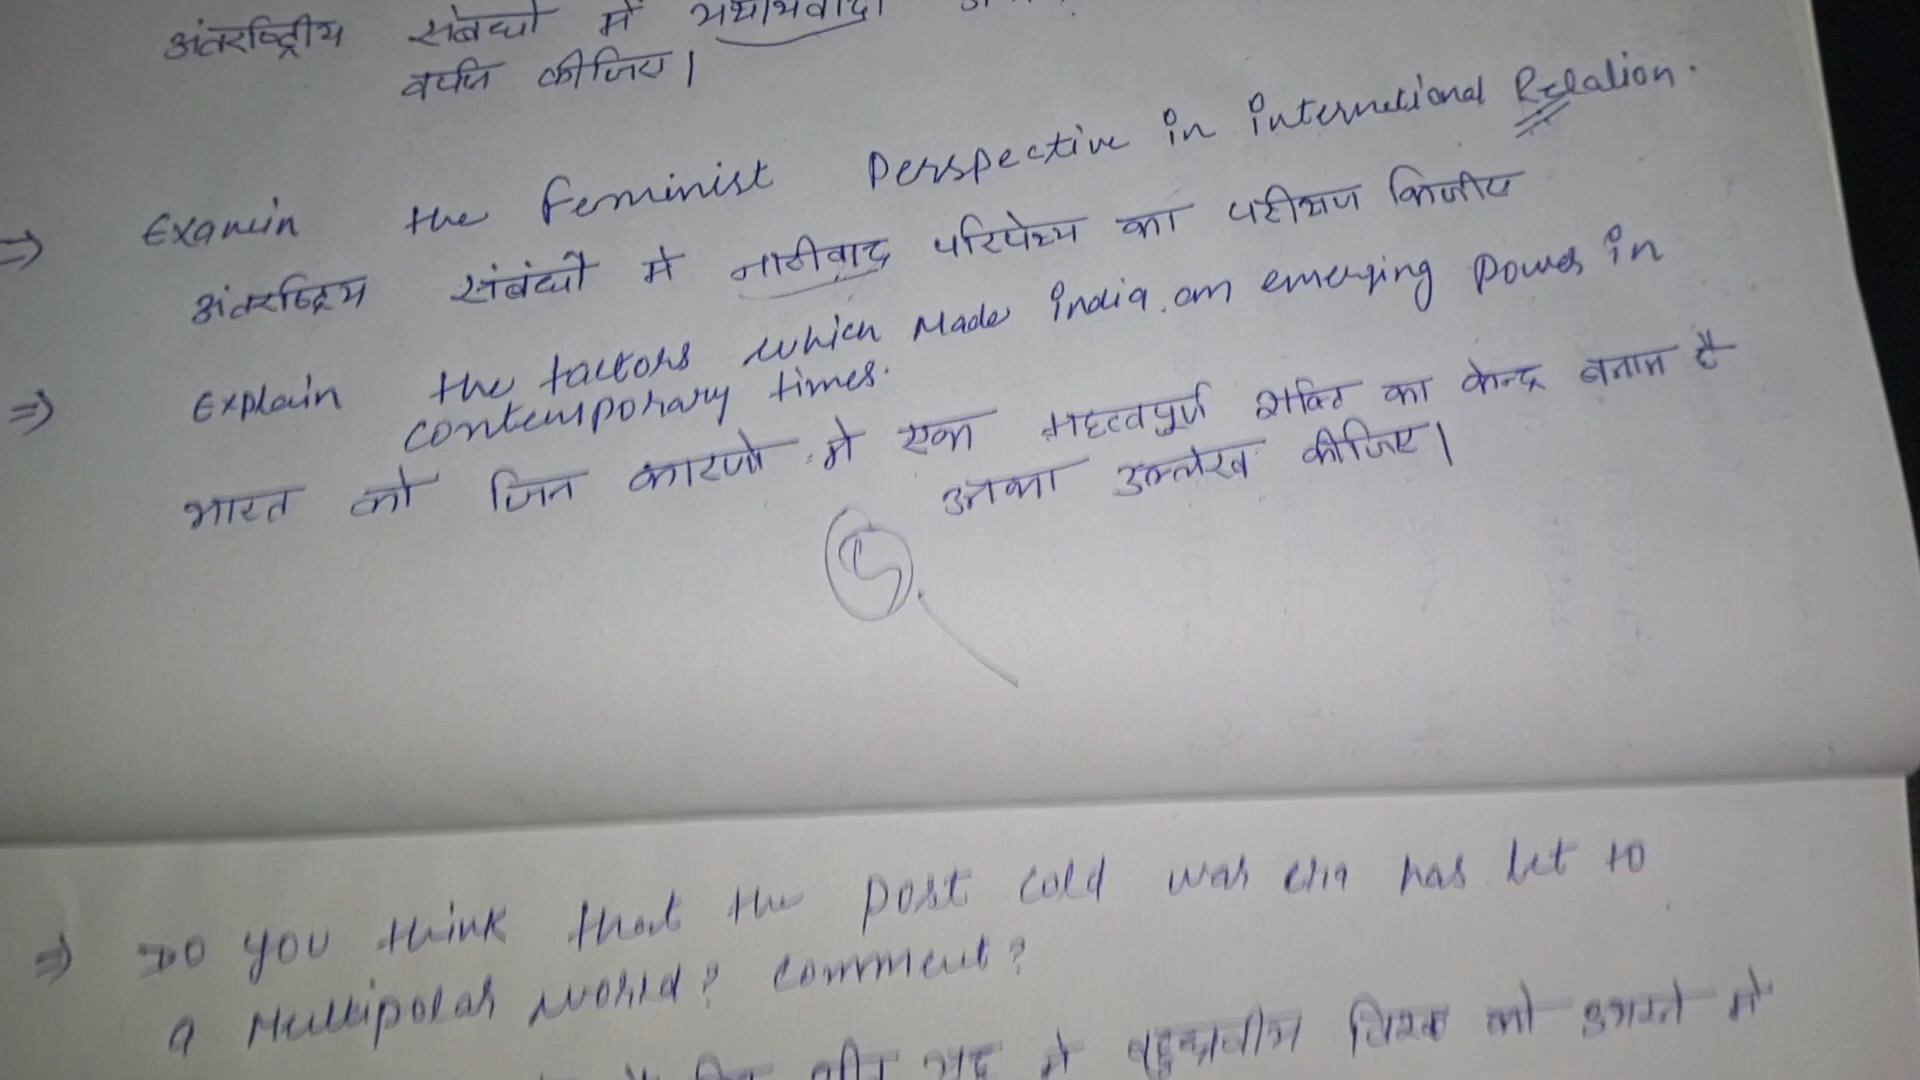 अंतर्राष्ट्रीय संबंधो में यथार्थवादी
वर्णन कीजिए।
⇒ Examin the feminist Perspective in international Relation.
अंतर्राष्ट्रिय संबंधों मे नारीवाद परिपेक्ष्य का परीक्षण किजीए
⇒ Explain the factors which Made india an emerging Power in
contemporary times.
भारत को जिन कारणो मे एक महत्वपूर्ण शक्ति का केन्द्र बनाया है
उनका उल्लेख कीजिए।
5
⇒ Do you think that the Post cold war era has let to
a Multipolar world? comment?
मे बहुध्रुवीय विश्व को उभरने मे